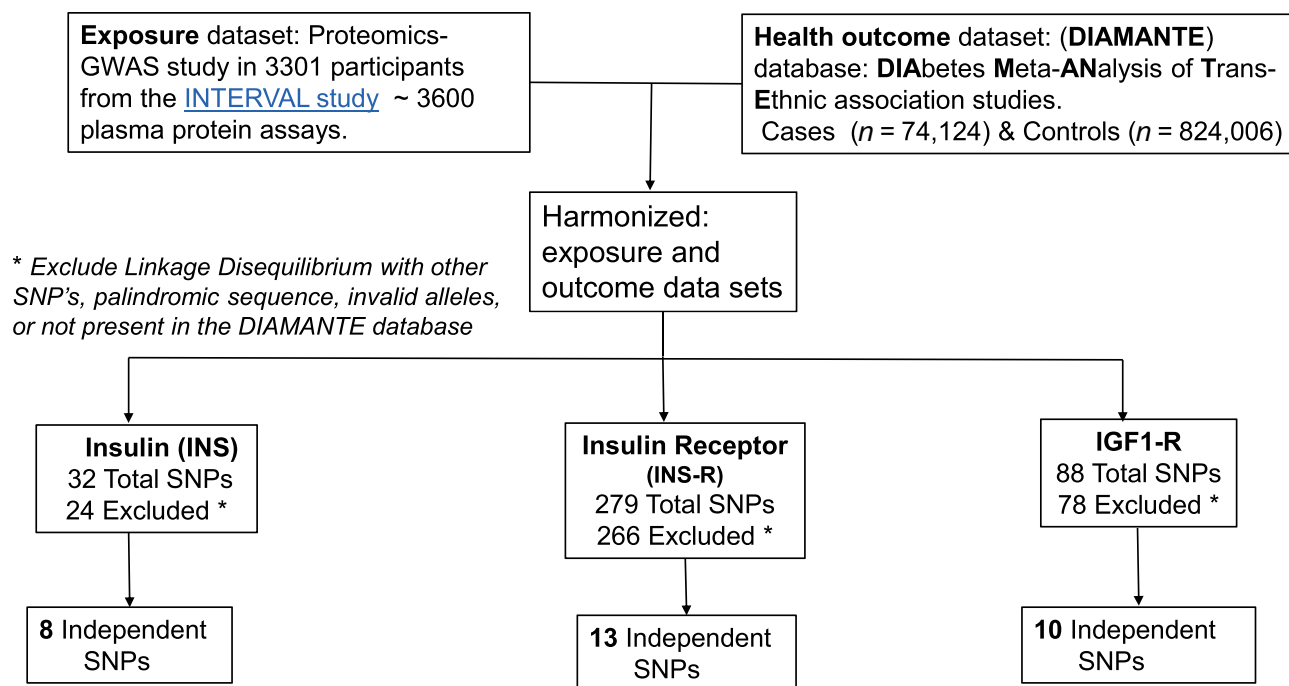 Exposure dataset: Proteomics-
GWAS study in 3301 participants
from the INTERVAL study ~ 3600
plasma protein assays.
Health outcome dataset: (DIAMANTE)
database: DIAbetes Meta-ANalysis of Trans-
Ethnic association studies.
Cases (n = 74,124) & Controls (n = 824,006)
Harmonized:
exposure and
outcome data sets
* Exclude Linkage Disequilibrium with other
SNP's, palindromic sequence, invalid alleles,
or not present in the DIAMANTE database
Insulin (INS)
32 Total SNPs
24 Excluded *
Insulin Receptor
(INS-R)
279 Total SNPs
266 Excluded *
IGF1-R
88 Total SNPs
78 Excluded *
8 Independent
SNPs
13 Independent
SNPs
10 Independent
SNPs